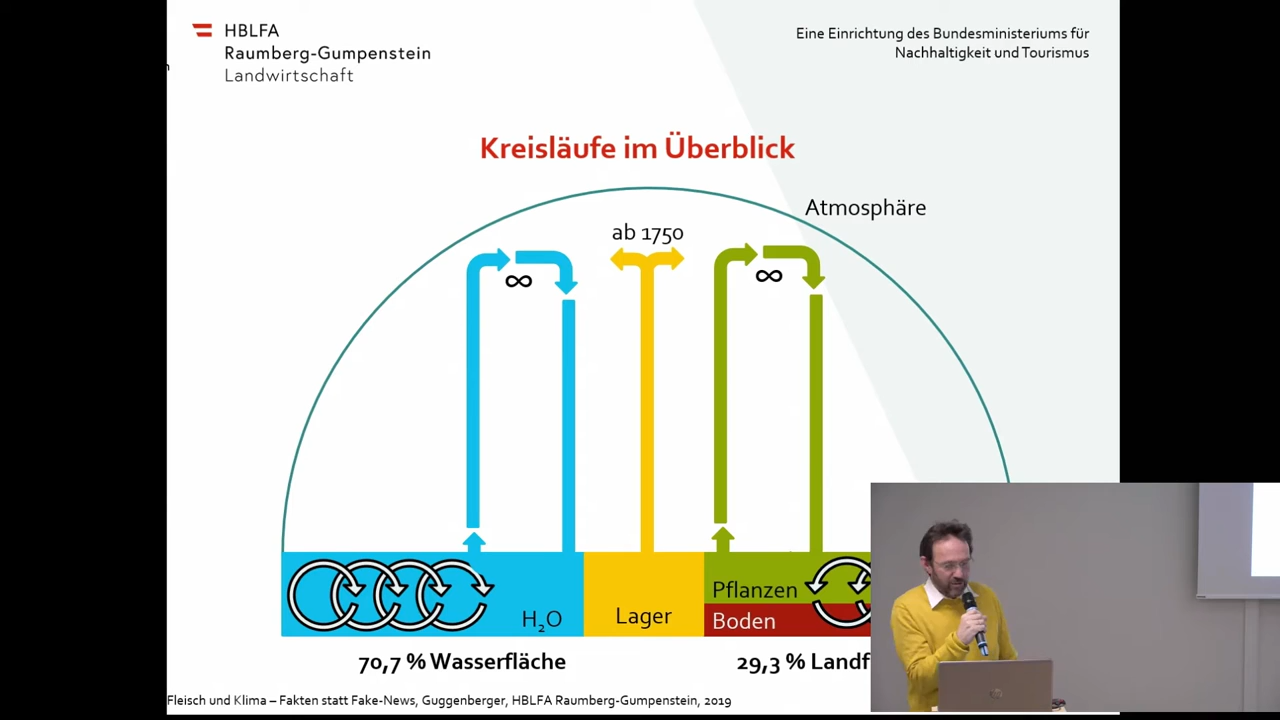 HBLFA
Raumberg-Gumpenstein
Landwirtschaft
Eine Einrichtung des Bundesministeriums für
Nachhaltigkeit und Tourismus
Kreisläufe im Überblick
Atmosphäre
ab 1750
∞
∞
Pflanzen
H₂O
Lager
Boden
70,7 % Wasserfläche
29,3 % Landf
Fleisch und Klima – Fakten statt Fake-News, Guggenberger, HBLFA Raumberg-Gumpenstein, 2019